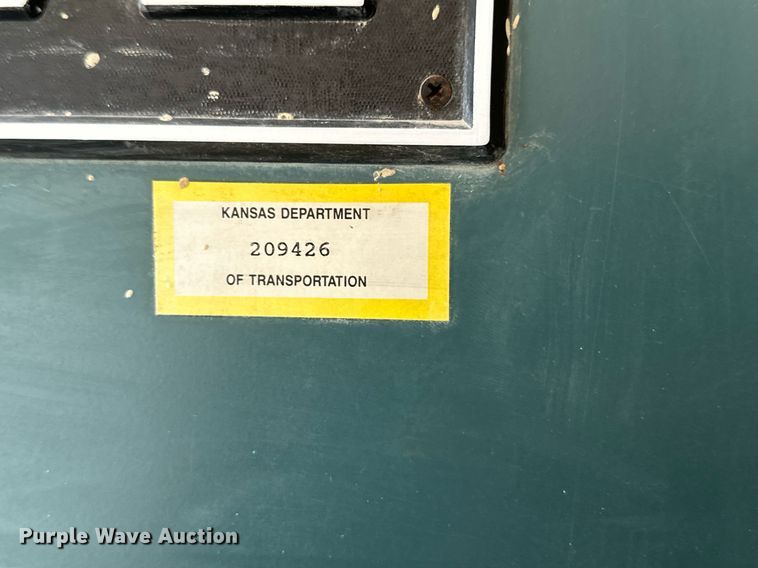 KANSAS DEPARTMENT
209426
OF TRANSPORTATION
Purple Wave Auction